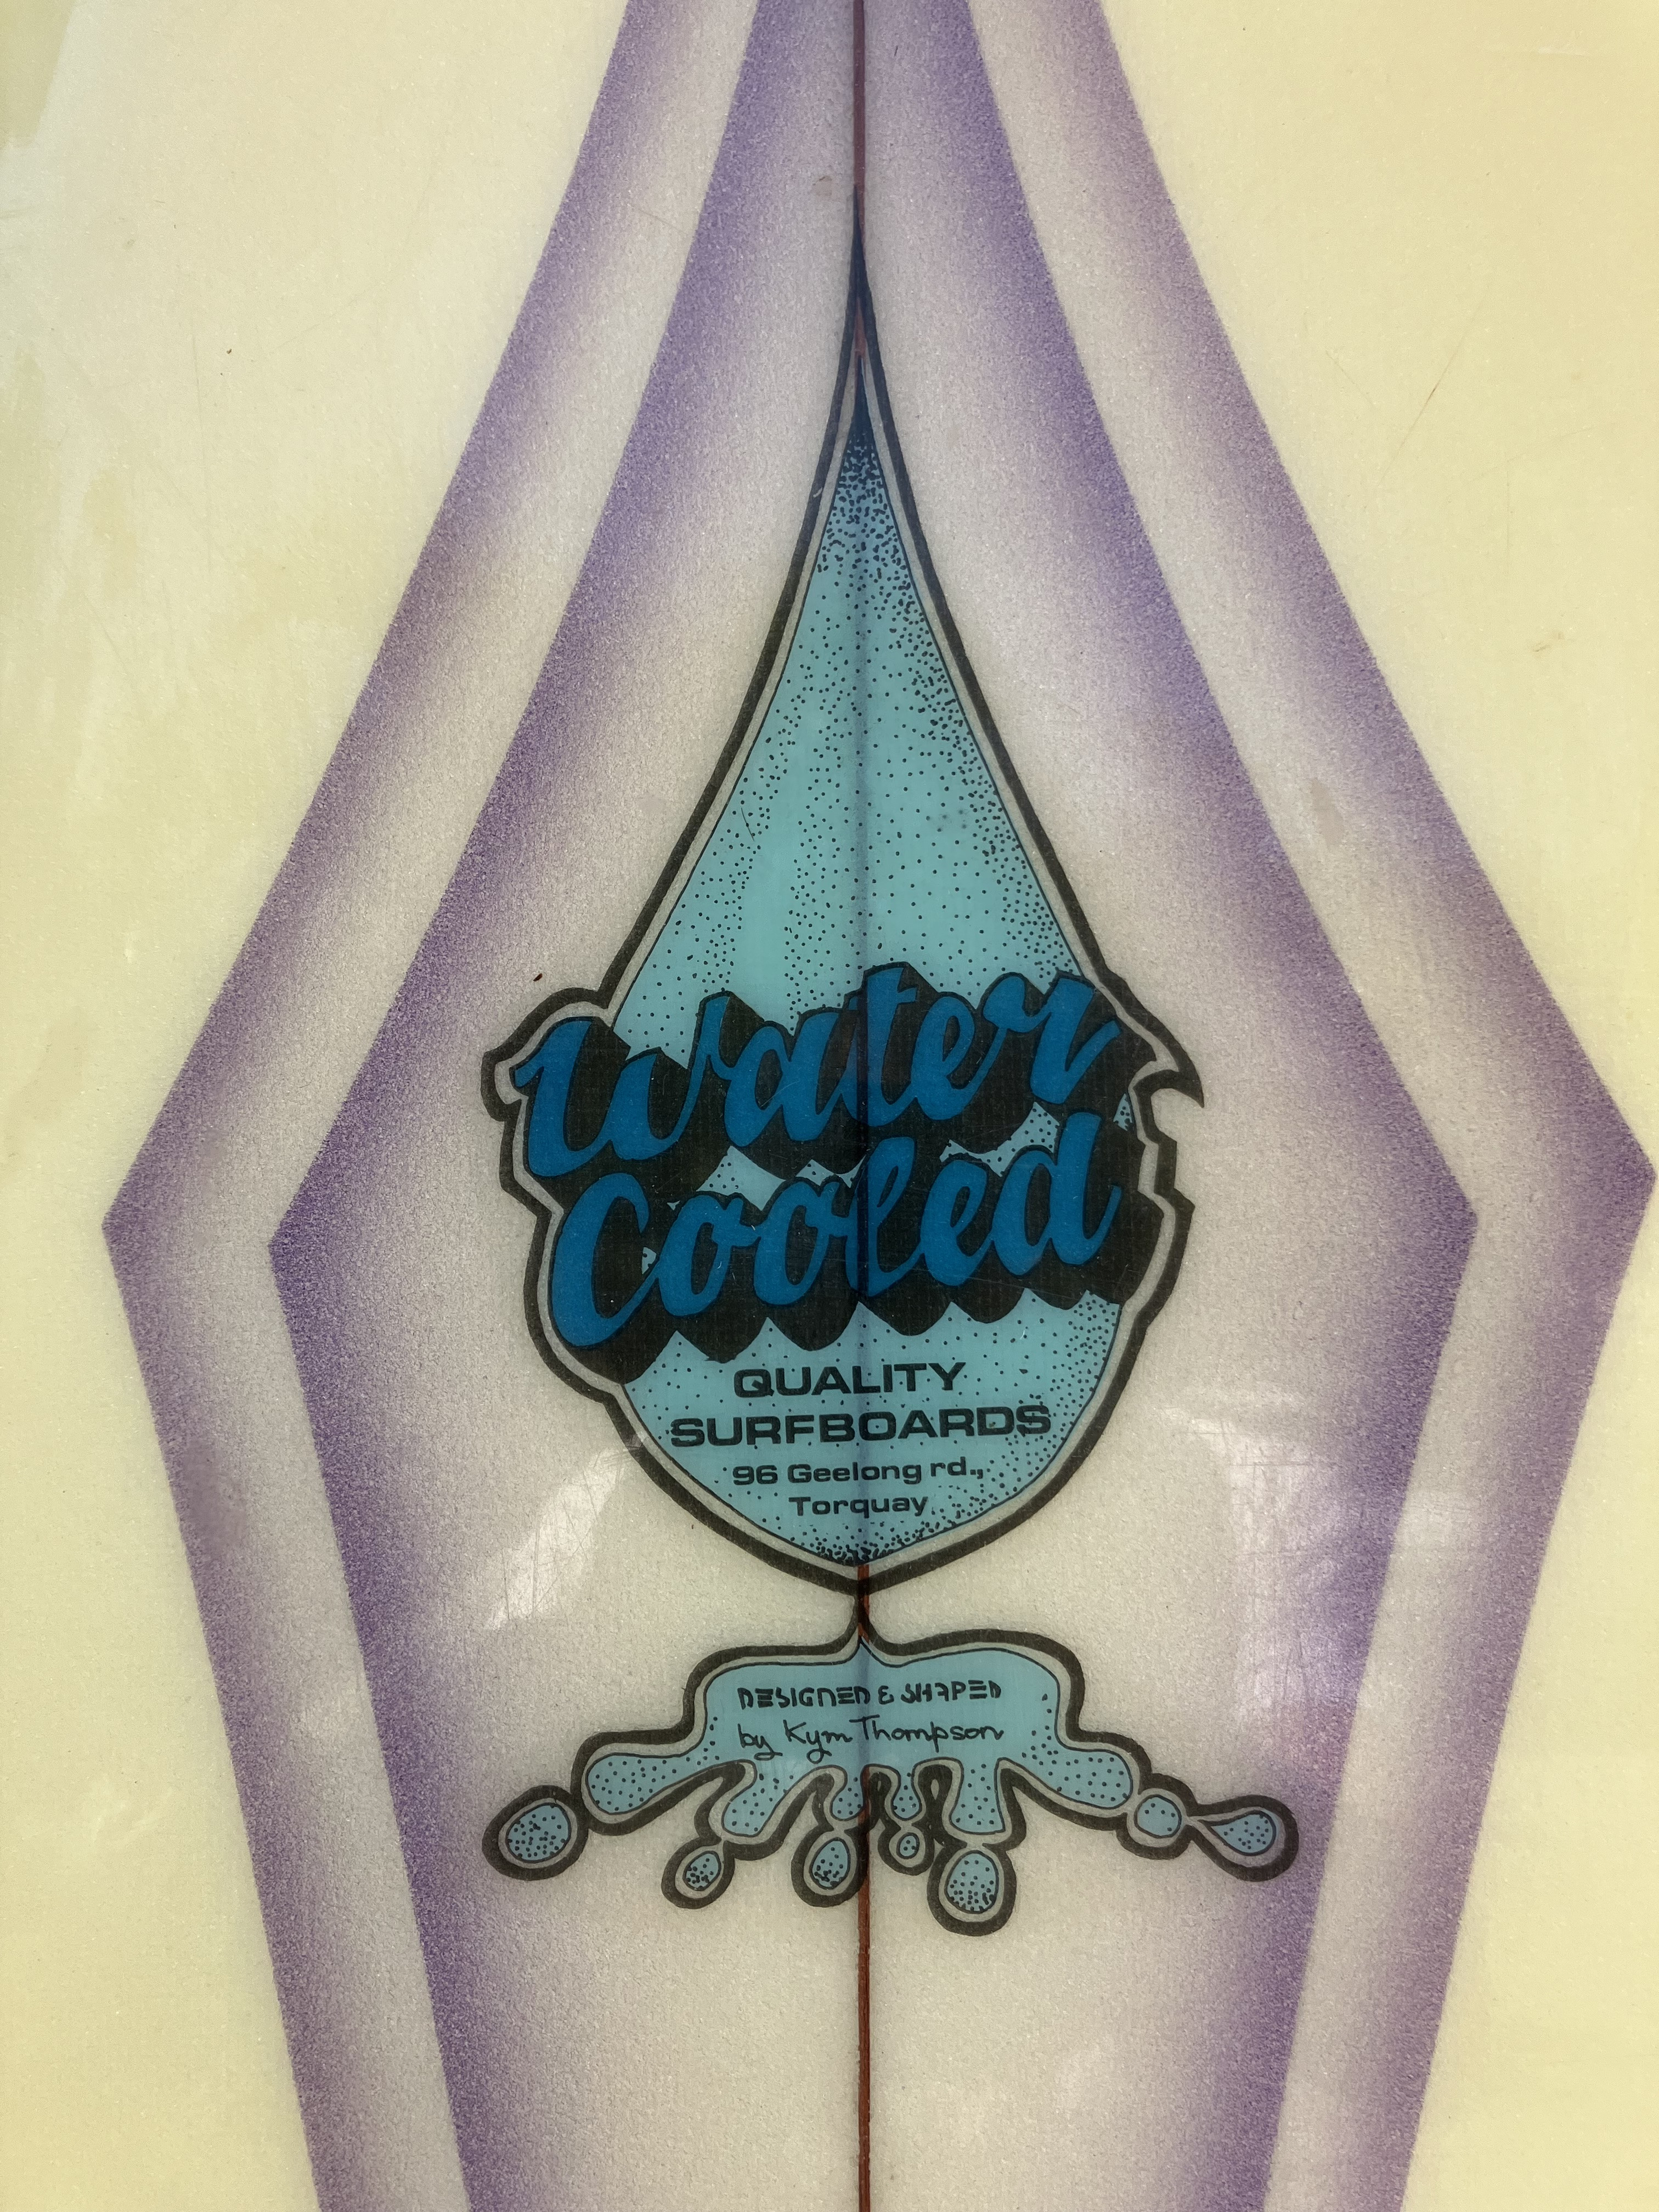 Water
Cooled
QUALITY
SURFBOARDS
96 Geelong rd.,
Torquay
DESIGNED & SHAPED
by Kym Thompson